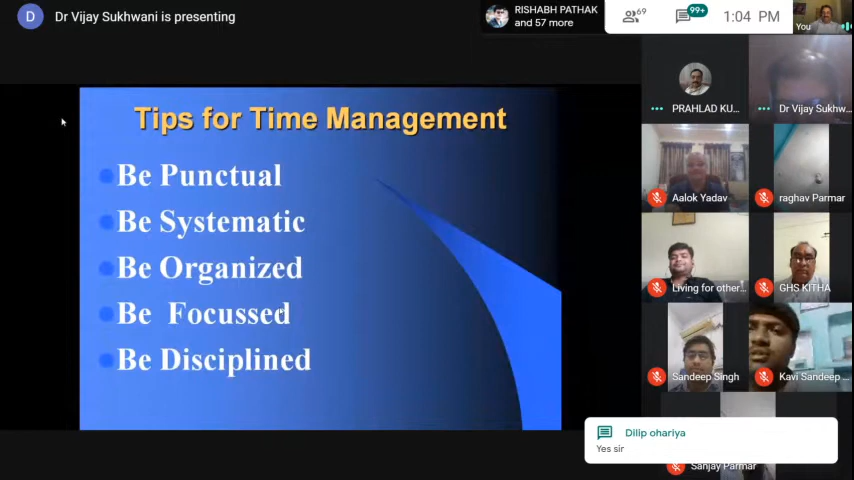 D Dr Vijay Sukhwani is presenting
RISHABH PATHAK
and 57 more
69
99+
1:04 PM
You
Tips for Time Management
Be Punctual
Be Systematic
Be Organized
Be Focussed
Be Disciplined
PRAHLAD KU...
Dr Vijay Sukhw...
Aalok Yadav
raghav Parmar
Living for other...
GHS KITHA
Sandeep Singh
Kavi Sandeep ...
Dilip ohariya
Yes sir
Sanjay Parmar